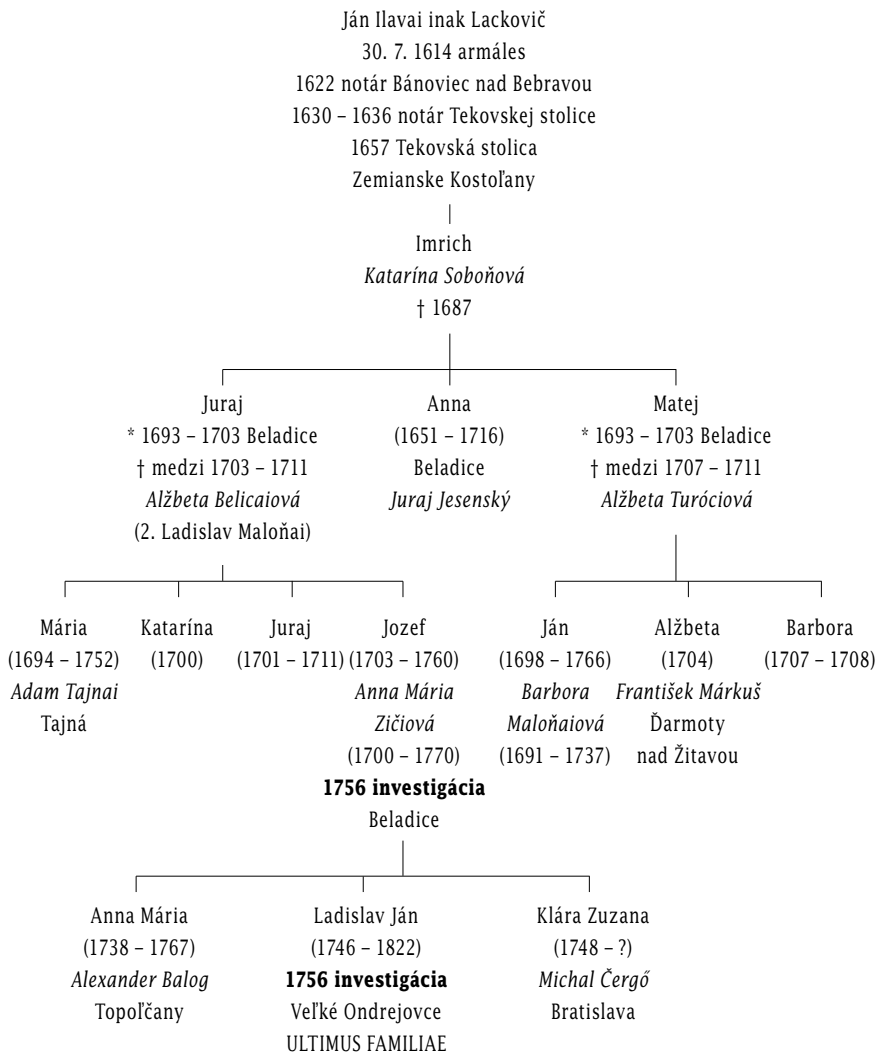 Ján Ilavai inak Lackovič
30. 7. 1614 armáles
1622 notár Bánoviec nad Bebravou
1630 – 1636 notár Tekovskej stolice
1657 Tekovská stolica
Zemianske Kostoľany
Imrich
Katarína Soboňová
† 1687
Juraj
* 1693 – 1703 Beladice
† medzi 1703 – 1711
Alžbeta Belicaiová
(2. Ladislav Maloňai)
Anna
(1651 – 1716)
Beladice
Juraj Jesenský
Matej
* 1693 – 1703 Beladice
† medzi 1707 – 1711
Alžbeta Turóciová
Mária
(1694 – 1752)
Adam Tajnai
Tajná
Katarína
(1700)
Juraj
(1701 – 1711)
Jozef
(1703 – 1760)
Anna Mária
Zičiová
(1700 – 1770)
1756 investigácia
Beladice
Ján
(1698 – 1766)
Barbora
Maloňaiová
(1691 – 1737)
Alžbeta
(1704)
František Márkuš
Ďarmoty
nad Žitavou
Barbora
(1707 – 1708)
Anna Mária
(1738 – 1767)
Alexander Balog
Topoľčany
Ladislav Ján
(1746 – 1822)
1756 investigácia
Veľké Ondrejovce
ULTIMUS FAMILIAE
Klára Zuzana
(1748 – ?)
Michal Čergő
Bratislava